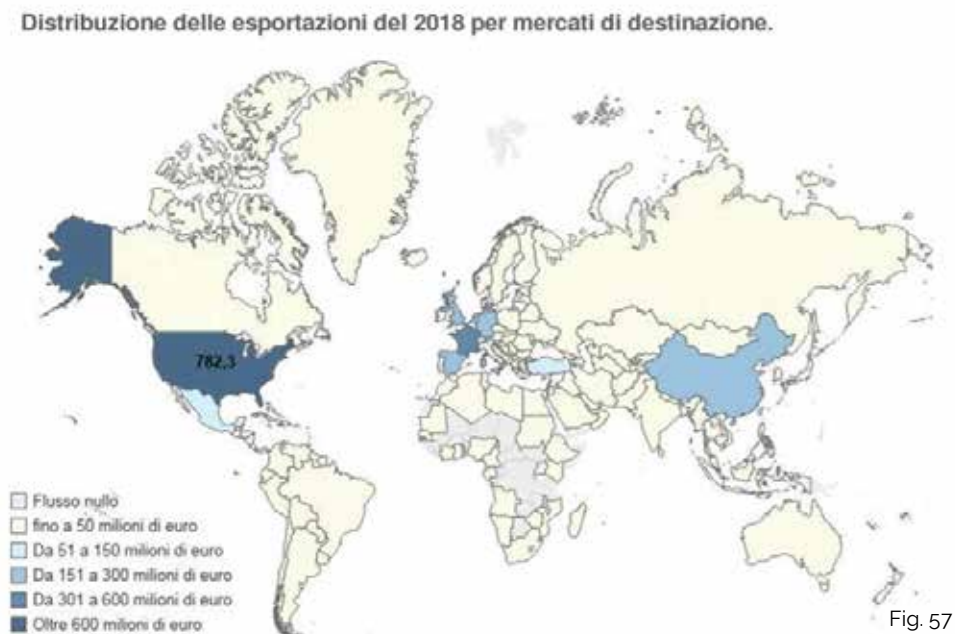 Distribuzione delle esportazioni del 2018 per mercati di destinazione.
782,3
Flusso nullo
fino a 50 milioni di euro
Da 51 a 150 milioni di euro
Da 151 a 300 milioni di euro
Da 301 a 600 milioni di euro
Oltre 600 milioni di euro
Fig. 57